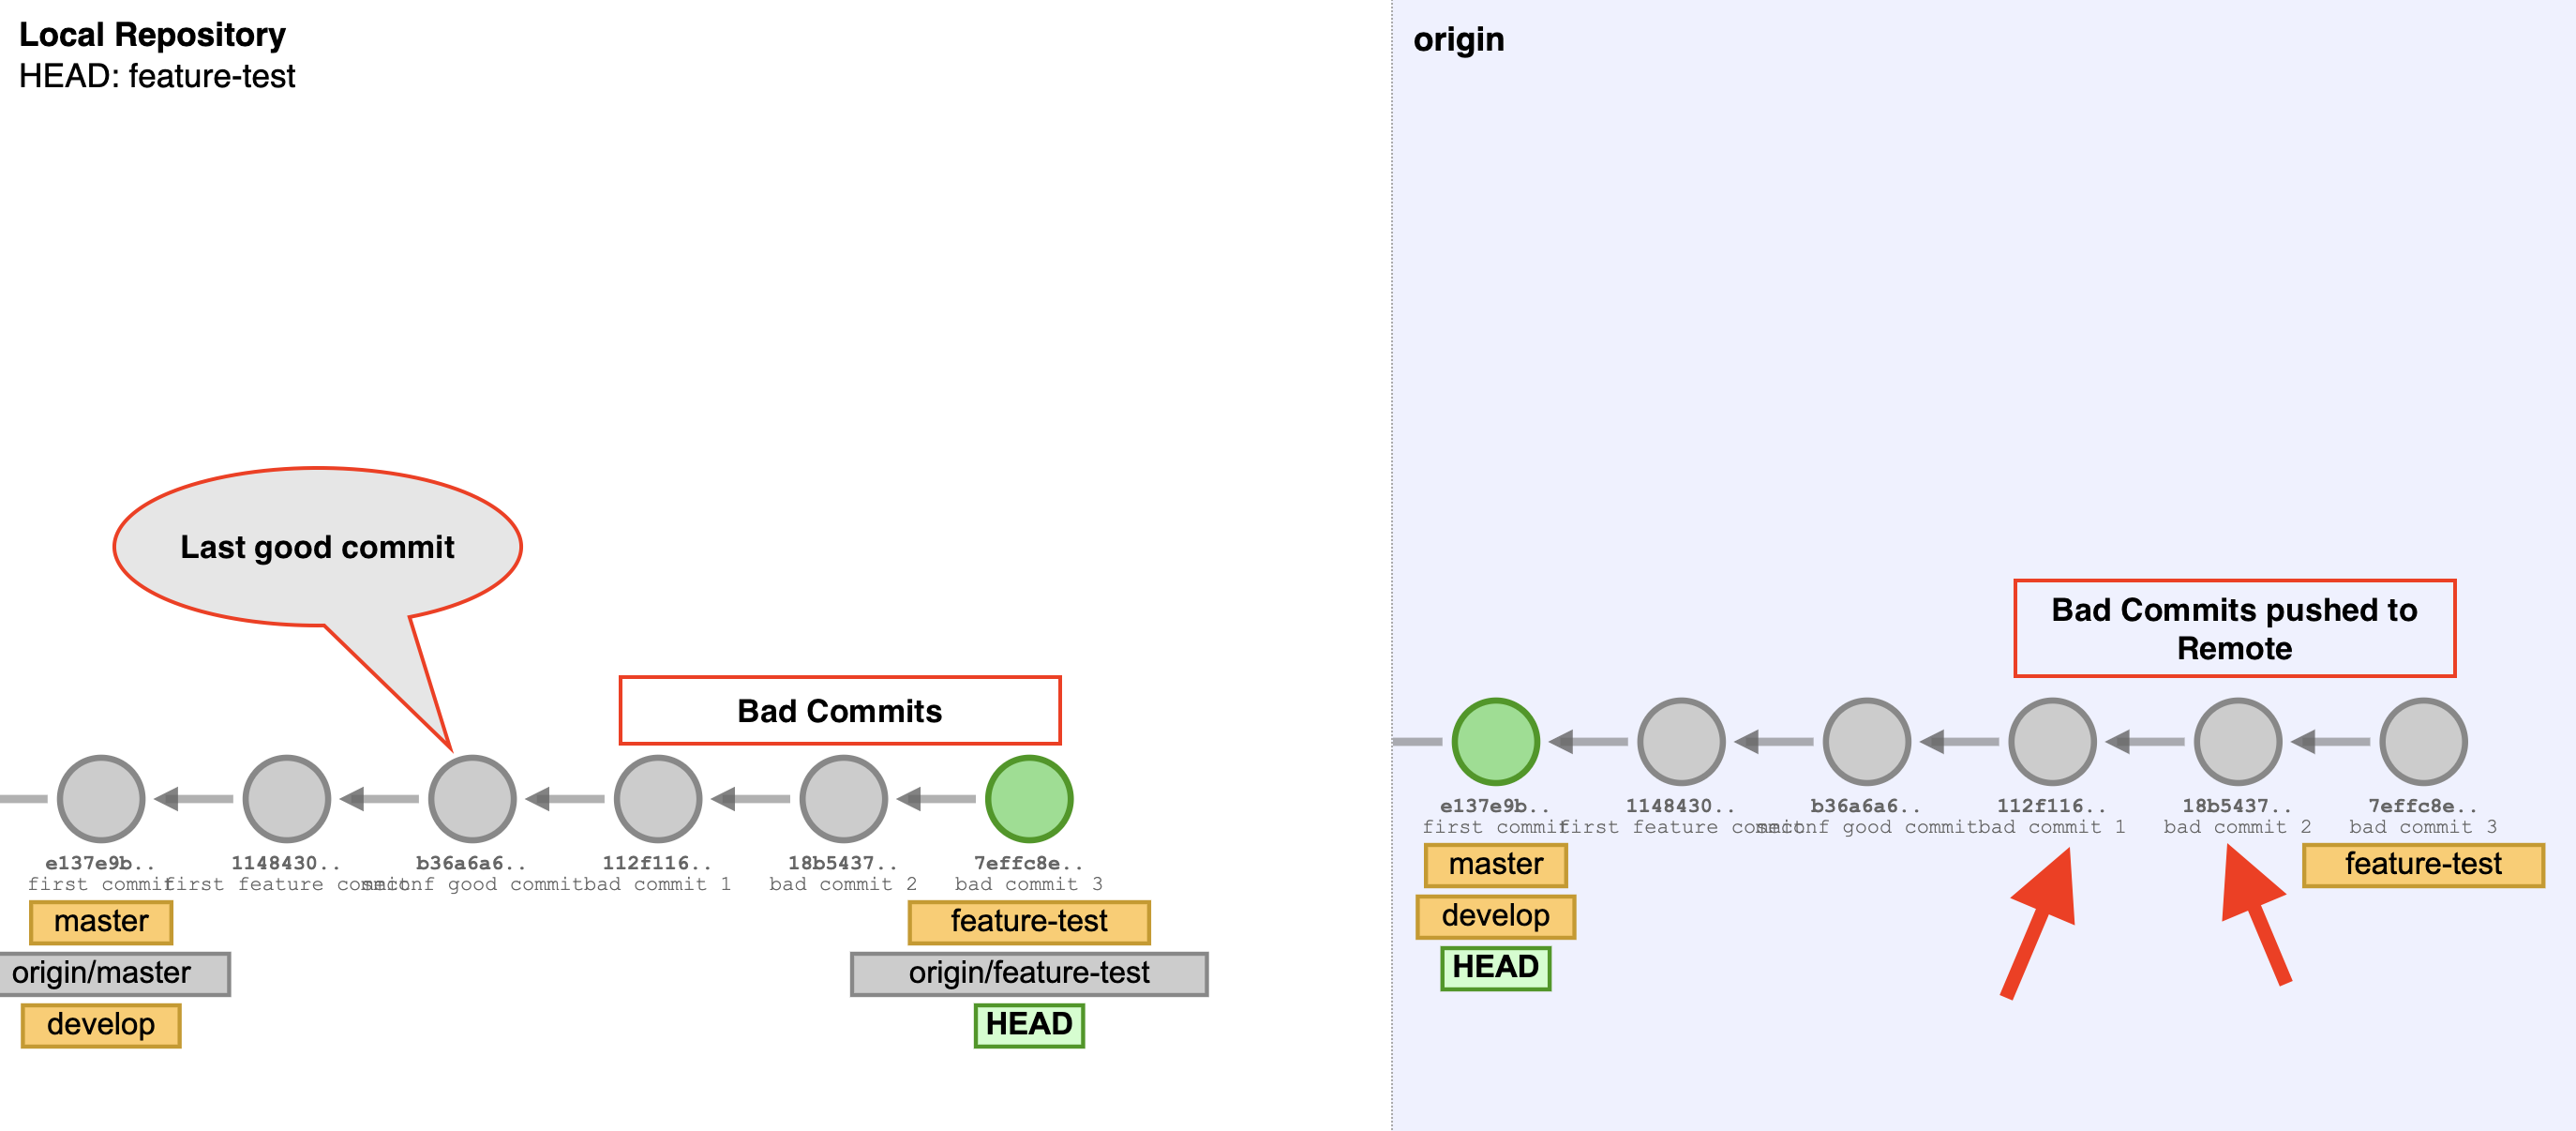 Local Repository
HEAD: feature-test
Last good commit
Bad Commits
e137e9b..
1148430..
b36a6a6..
112f116..
18b5437..
7effc8e..
first commit
first feature commit
good commit
bad commit 1
bad commit 2
bad commit 3
master
origin/master
develop
feature-test
origin/feature-test
HEAD
origin
Bad Commits pushed to
Remote
e137e9b..
1148430..
b36a6a6..
112f116..
18b5437..
7effc8e..
first commit
first feature commit
good commit
bad commit 1
bad commit 2
bad commit 3
master
develop
HEAD
feature-test